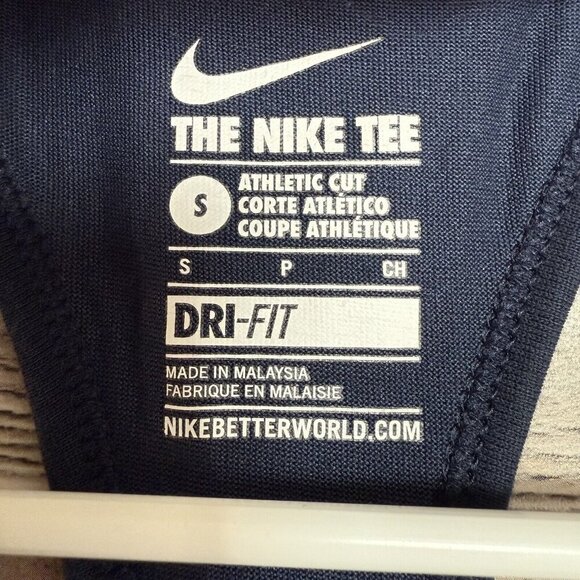 THE NIKE TEE
S
ATHLETIC CUT
CORTE ATLÉTICO
COUPE ATHLÉTIQUE
S P CH
DRI-FIT
MADE IN MALAYSIA
FABRIQUE EN MALAISIE
NIKEBETTERWORLD.COM